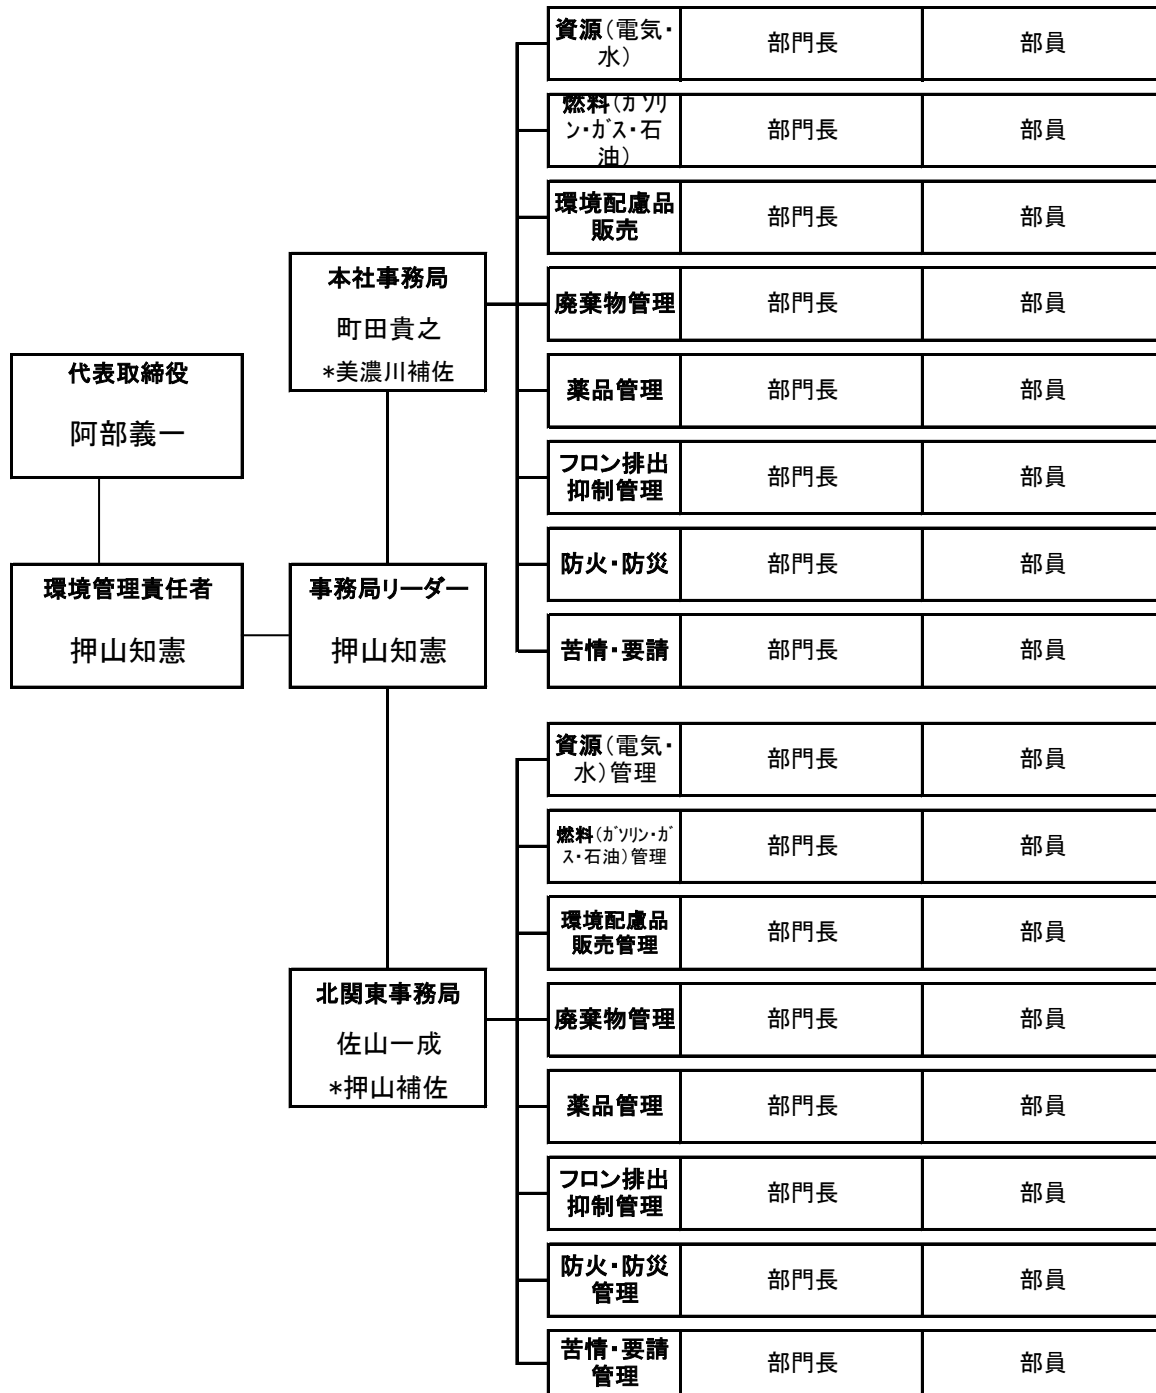 代表取締役
阿部義一
環境管理責任者
押山知憲
事務局リーダー
押山知憲
本社事務局
町田貴之
*美濃川補佐
資源(電気・
水)
部門長
部員
燃料(ガソリ
ン・ガス・石
油)
部門長
部員
環境配慮品
販売
部門長
部員
廃棄物管理
部門長
部員
薬品管理
部門長
部員
フロン排出
抑制管理
部門長
部員
防火・防災
部門長
部員
苦情・要請
部門長
部員
北関東事務局
佐山一成
*押山補佐
資源(電気・
水)管理
部門長
部員
燃料(ガソリン・ガ
ス・石油)管理
部門長
部員
環境配慮品
販売管理
部門長
部員
廃棄物管理
部門長
部員
薬品管理
部門長
部員
フロン排出
抑制管理
部門長
部員
防火・防災
管理
部門長
部員
苦情・要請
管理
部門長
部員